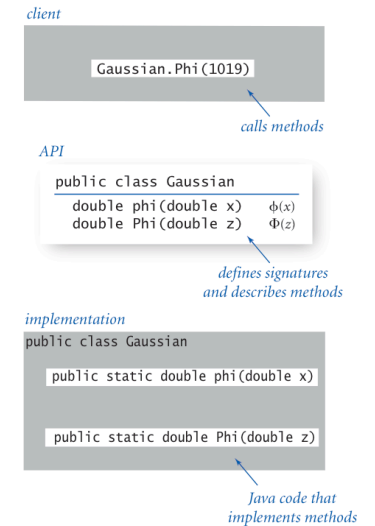 client
Gaussian.Phi(1019)
calls methods
API
public class Gaussian
double phi(double x) ϕ(x)
double Phi(double z) Φ(z)
defines signatures
and describes methods
implementation
public class Gaussian
public static double phi(double x)
public static double Phi(double z)
Java code that
implements methods